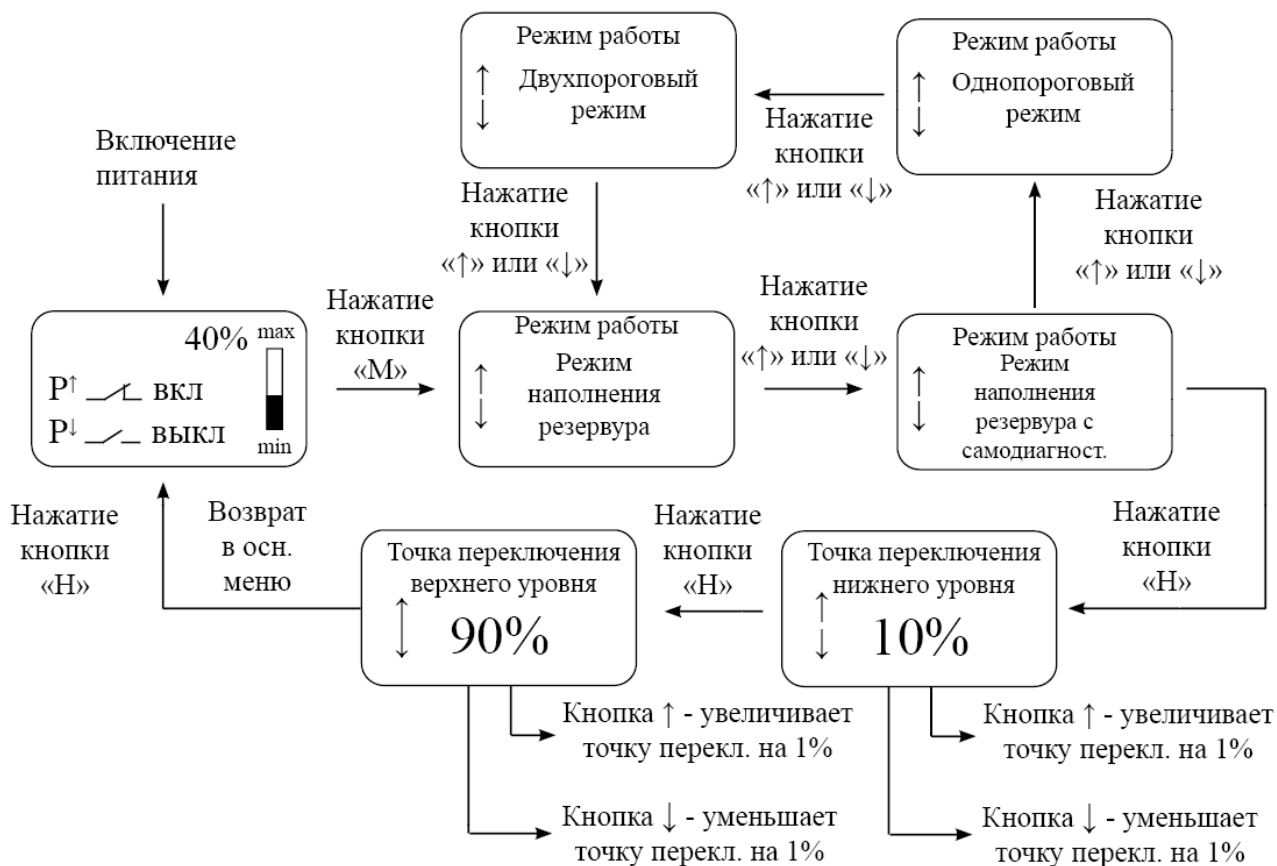 Режим работы
Двухпороговый
режим
Режим работы
Однопороговый
режим
Включение
питания
Нажатие
кнопки
«↑» или «↓»
Нажатие
кнопки
«↑» или «↓»
Нажатие
кнопки
«↑» или «↓»
40% max
P↑ ВКЛ
P↓ ВЫКЛ
min
Нажатие
кнопки
«М»
Режим работы
Режим
наполнения
резервура
Нажатие
кнопки
«↑» или «↓»
Режим работы
Режим
наполнения
резервура с
самодиагност.
Нажатие
кнопки
«Н»
Возврат
в осн.
меню
Точка переключения
верхнего уровня
90%
Нажатие
кнопки
«Н»
Точка переключения
нижнего уровня
10%
Нажатие
кнопки
«Н»
Кнопка ↑ - увеличивает
точку перекл. на 1%
Кнопка ↓ - уменьшает
точку перекл. на 1%
Кнопка ↑ - увеличивает
точку перекл. на 1%
Кнопка ↓ - уменьшает
точку перекл. на 1%